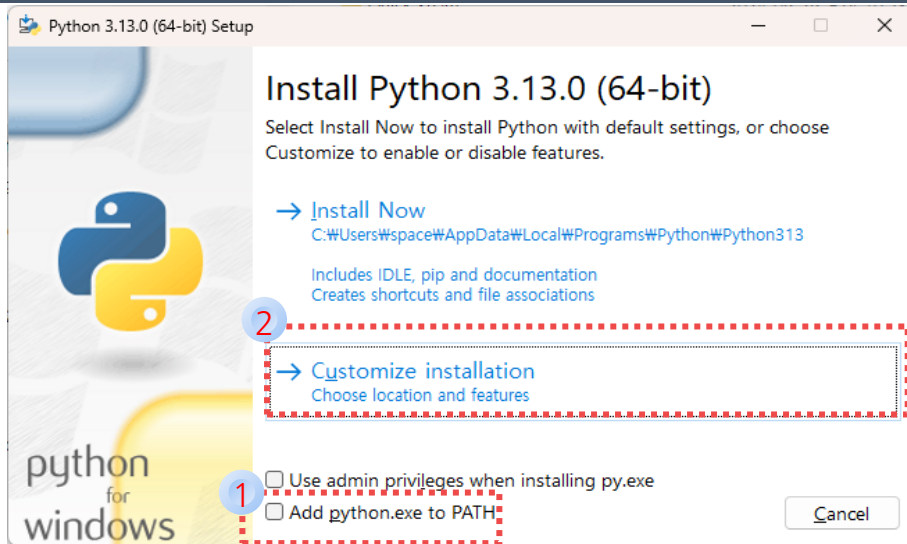 Python 3.13.0 (64-bit) Setup
Install Python 3.13.0 (64-bit)
Select Install Now to install Python with default settings, or choose
Customize to enable or disable features.
Install Now
C:₩Users₩space₩AppData₩Local₩Programs₩Python₩Python313
Includes IDLE, pip and documentation
Creates shortcuts and file associations
2
Customize installation
Choose location and features
python
for
windows
Use admin privileges when installing py.exe
1
Add python.exe to PATH
Cancel